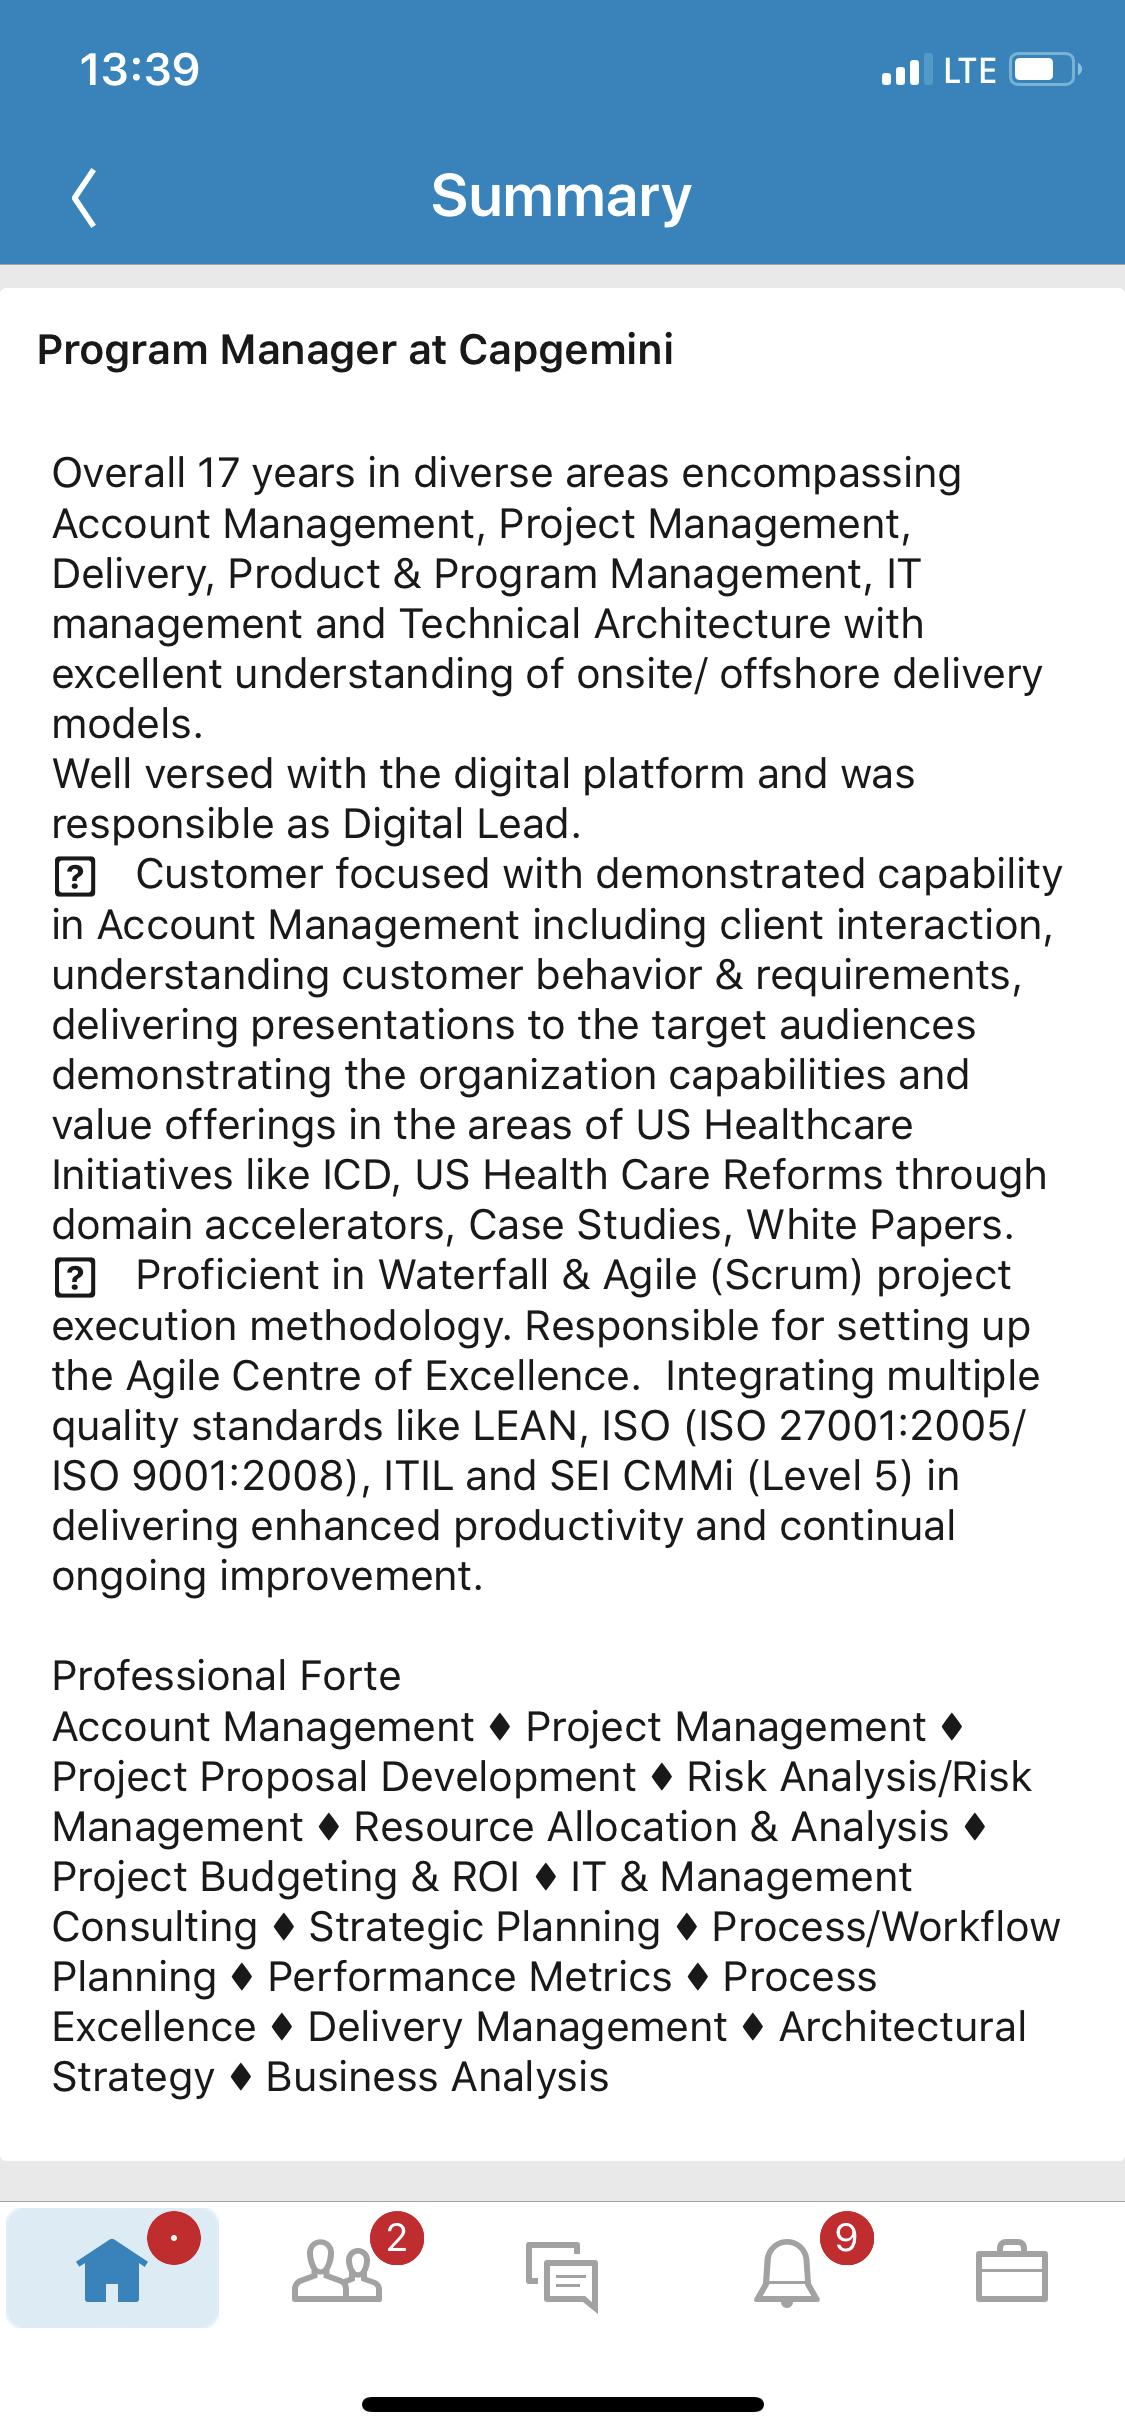 13:39
LTE
Summary
Program Manager at Capgemini
Overall 17 years in diverse areas encompassing
Account Management, Project Management,
Delivery, Product & Program Management, IT
management and Technical Architecture with
excellent understanding of onsite/ offshore delivery
models.
Well versed with the digital platform and was
responsible as Digital Lead.
? Customer focused with demonstrated capability
in Account Management including client interaction,
understanding customer behavior & requirements,
delivering presentations to the target audiences
demonstrating the organization capabilities and
value offerings in the areas of US Healthcare
Initiatives like ICD, US Health Care Reforms through
domain accelerators, Case Studies, White Papers.
? Proficient in Waterfall & Agile (Scrum) project
execution methodology. Responsible for setting up
the Agile Centre of Excellence.  Integrating multiple
quality standards like LEAN, ISO (ISO 27001:2005/
ISO 9001:2008), ITIL and SEI CMMi (Level 5) in
delivering enhanced productivity and continual
ongoing improvement.
Professional Forte
Account Management ♦ Project Management ♦
Project Proposal Development ♦ Risk Analysis/Risk
Management ♦ Resource Allocation & Analysis ♦
Project Budgeting & ROI ♦ IT & Management
Consulting ♦ Strategic Planning ♦ Process/Workflow
Planning ♦ Performance Metrics ♦ Process
Excellence ♦ Delivery Management ♦ Architectural
Strategy ♦ Business Analysis
2
9